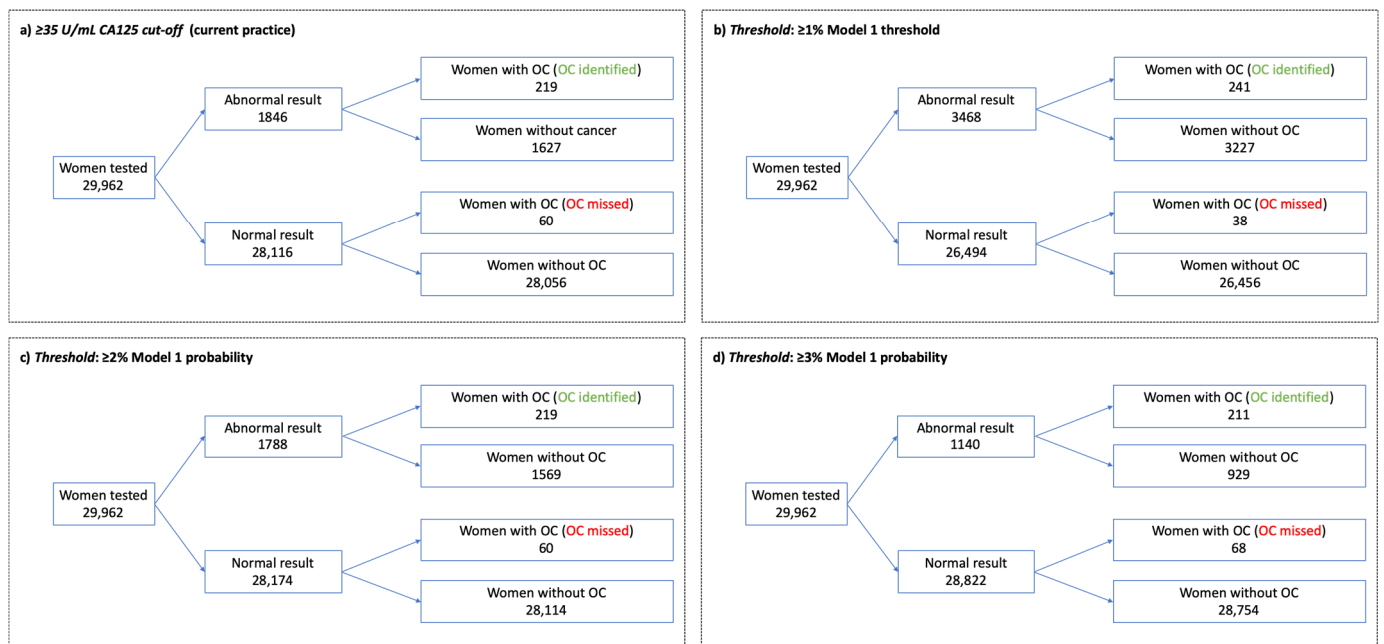 a) ≥35 U/mL CA125 cut-off (current practice)
Women tested
29,962
Abnormal result
1846
Normal result
28,116
Women with OC (OC identified)
219
Women without cancer
1627
Women with OC (OC missed)
60
Women without OC
28,056
b) Threshold: ≥1% Model 1 threshold
Women tested
29,962
Abnormal result
3468
Normal result
26,494
Women with OC (OC identified)
241
Women without OC
3227
Women with OC (OC missed)
38
Women without OC
26,456
c) Threshold: ≥2% Model 1 probability
Women tested
29,962
Abnormal result
1788
Normal result
28,174
Women with OC (OC identified)
219
Women without OC
1569
Women with OC (OC missed)
60
Women without OC
28,114
d) Threshold: ≥3% Model 1 probability
Women tested
29,962
Abnormal result
1140
Normal result
28,822
Women with OC (OC identified)
211
Women without OC
929
Women with OC (OC missed)
68
Women without OC
28,754